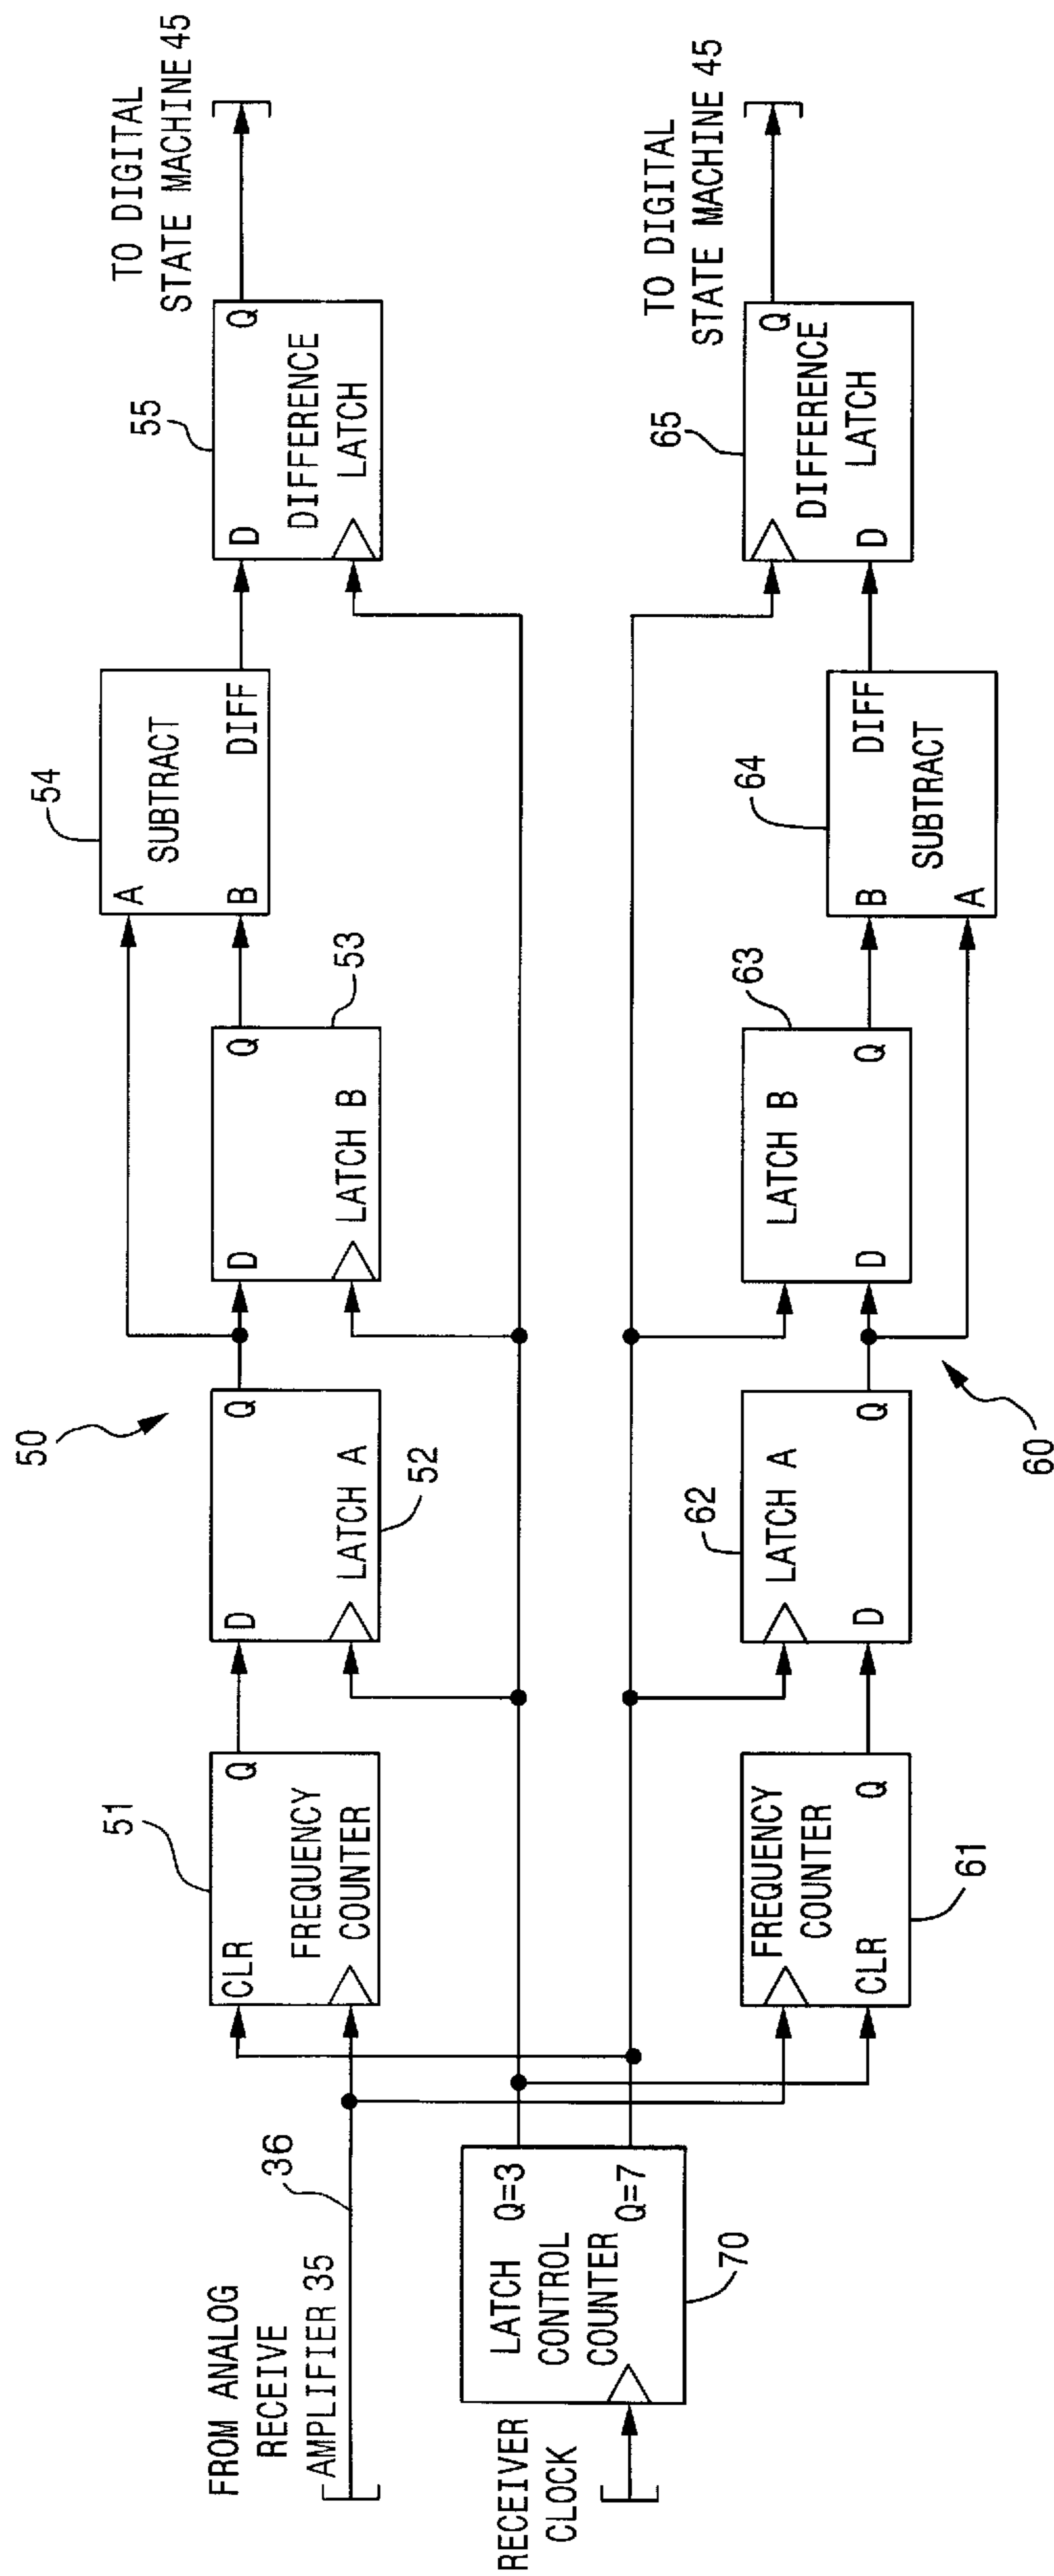 FROM ANALOG
RECEIVE
AMPLIFIER 35
36
RECEIVER
CLOCK
LATCH
CONTROL
COUNTER
Q=3
Q=7
70
50
51
CLR
Q
FREQUENCY
COUNTER
52
D
Q
LATCH A
53
D
Q
LATCH B
54
A
B
SUBTRACT
DIFF
55
D
Q
DIFFERENCE
LATCH
TO DIGITAL
STATE MACHINE 45
60
61
FREQUENCY
COUNTER
CLR
Q
62
LATCH A
D
Q
63
LATCH B
D
Q
64
B
A
DIFF
SUBTRACT
65
Q
DIFFERENCE
LATCH
D
TO DIGITAL
STATE MACHINE 45